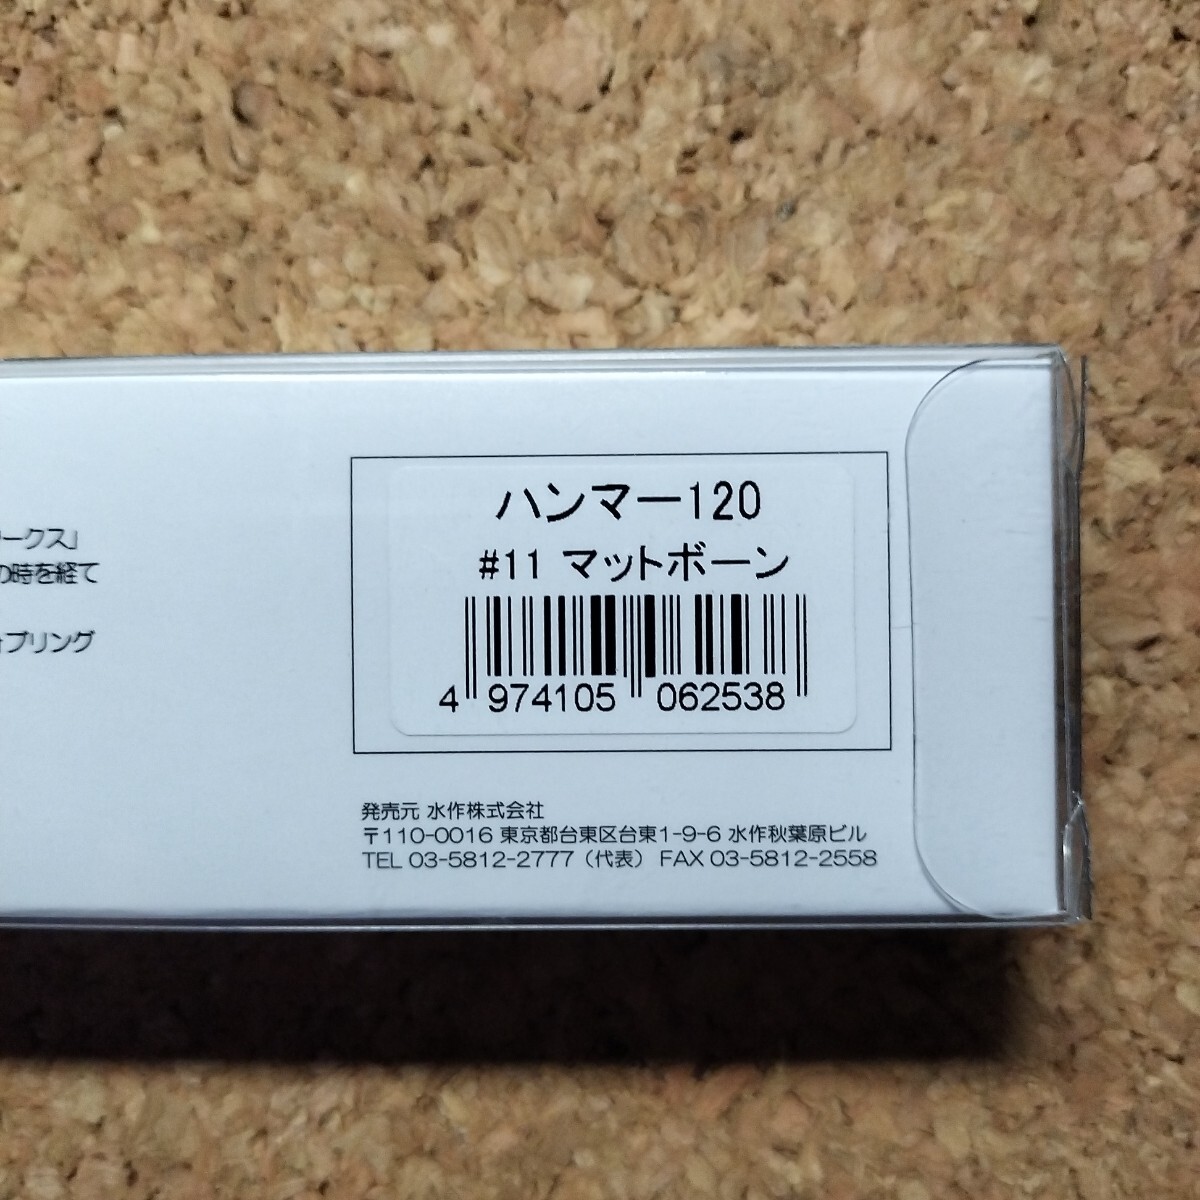 ークス」
の時を経て
ブリング
ハンマー120
#11 マットボーン
4 974105 062538
発売元 水作株式会社
〒110-0016 東京都台東区台東1-9-6 水作秋葉原ビル
TEL 03-5812-2777（代表） FAX 03-5812-2558